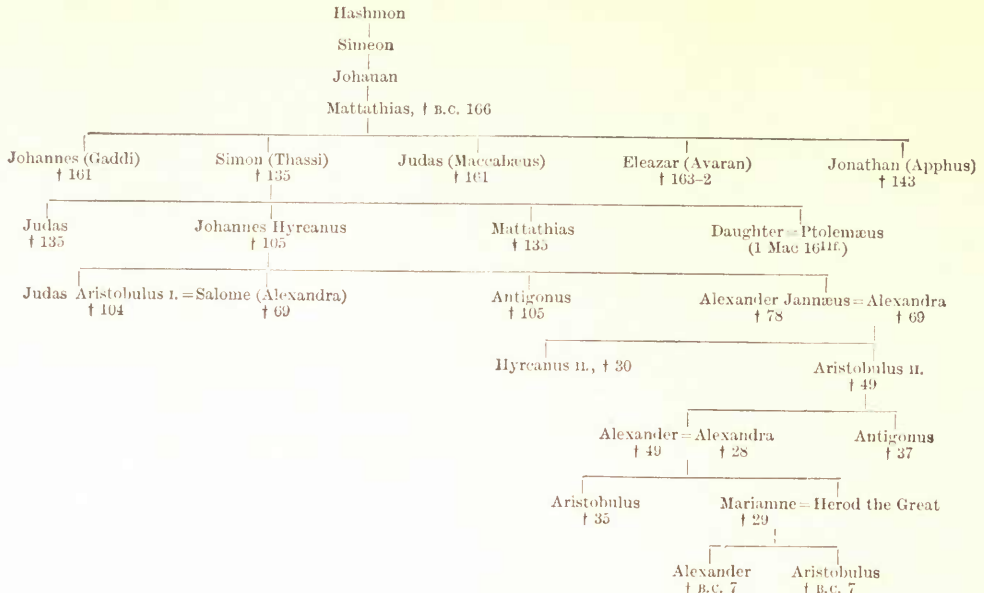 Hashmon
Simeon
Johanan
Mattathias, † B.C. 166
Johannes (Gaddi) Simon (Thassi) Judas (Maccabæus) Eleazar (Avaran) Jonathan (Apphus)
† 161 † 135 † 161 † 163-2 † 143
Judas Johannes Hyrcanus Mattathias Daughter = Ptolemæus
† 135 † 105 † 135 (1 Mac 16¹¹ᶠ·)
Judas Aristobulus I. = Salome (Alexandra) Antigonus Alexander Jannæus = Alexandra
† 104 † 69 † 105 † 78 † 69
Hyrcanus II., † 30 Aristobulus II.
† 49
Alexander = Alexandra Antigonus
† 49 † 28 † 37
Aristobulus Mariamne = Herod the Great
† 35 † 29
Alexander Aristobulus
† B.C. 7 † B.C. 7